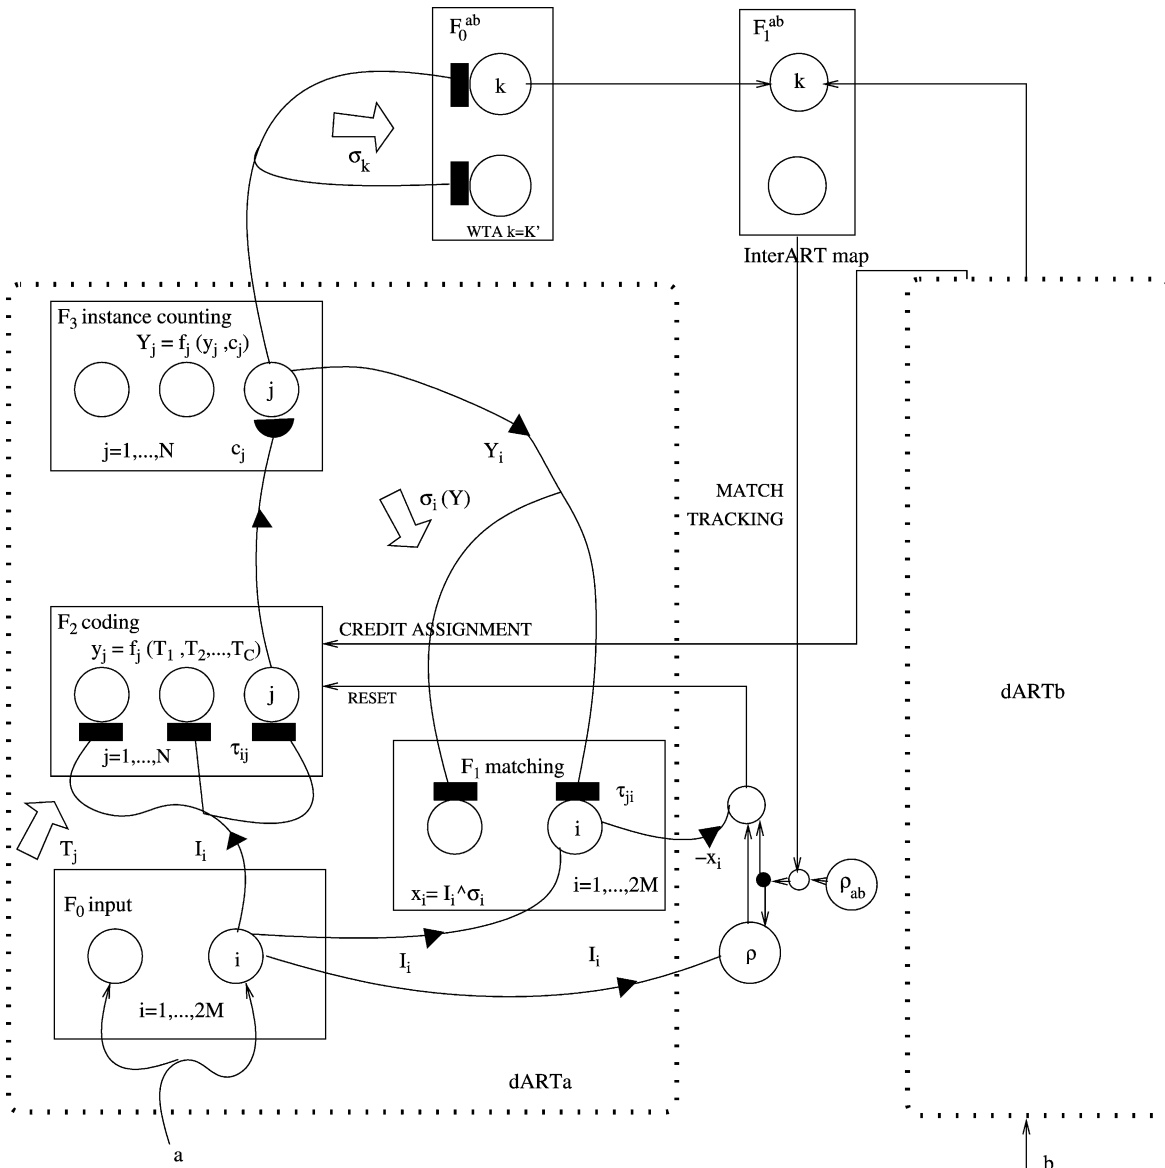 F₀ᵃᵇ
F₁ᵃᵇ
k
k
σₖ
WTA k=K'
InterART map
F₃ instance counting
Yⱼ = fⱼ (yⱼ ,cⱼ)
j
j=1,...,N
cⱼ
Yᵢ
σᵢ (Y)
MATCH
TRACKING
F₂ coding
CREDIT ASSIGNMENT
yⱼ = fⱼ (T₁ ,T₂,...,T_C)
j
RESET
dARTb
j=1,...,N
τᵢⱼ
F₁ matching
τⱼᵢ
i
Tⱼ
Iᵢ
–xᵢ
xᵢ= Iᵢ^σᵢ
i=1,...,2M
ρ_ab
F₀ input
i
Iᵢ
Iᵢ
ρ
i=1,...,2M
dARTa
a
b